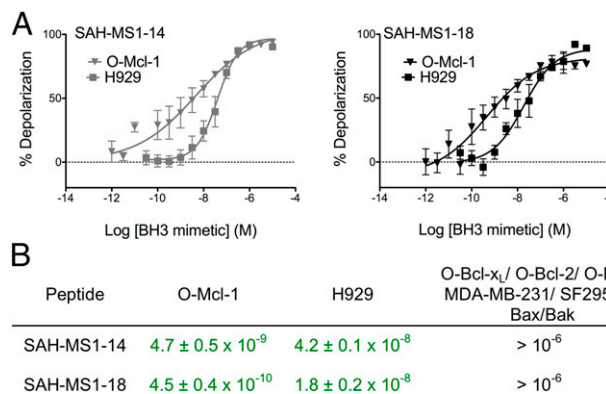 A
SAH-MS1-14
O-Mcl-1
H929
% Depolarization
100
50
0
-14 -12 -10 -8 -6 -4
Log [BH3 mimetic] (M)
SAH-MS1-18
O-Mcl-1
H929
% Depolarization
100
50
0
-14 -12 -10 -8 -6 -4
Log [BH3 mimetic] (M)
B
O-Bcl-xL/ O-Bcl-2/ O-
Peptide O-Mcl-1 H929 MDA-MB-231/ SF295
Bax/Bak
SAH-MS1-14 4.7 ± 0.5 x 10-9 4.2 ± 0.1 x 10-8 > 10-6
SAH-MS1-18 4.5 ± 0.4 x 10-10 1.8 ± 0.2 x 10-8 > 10-6